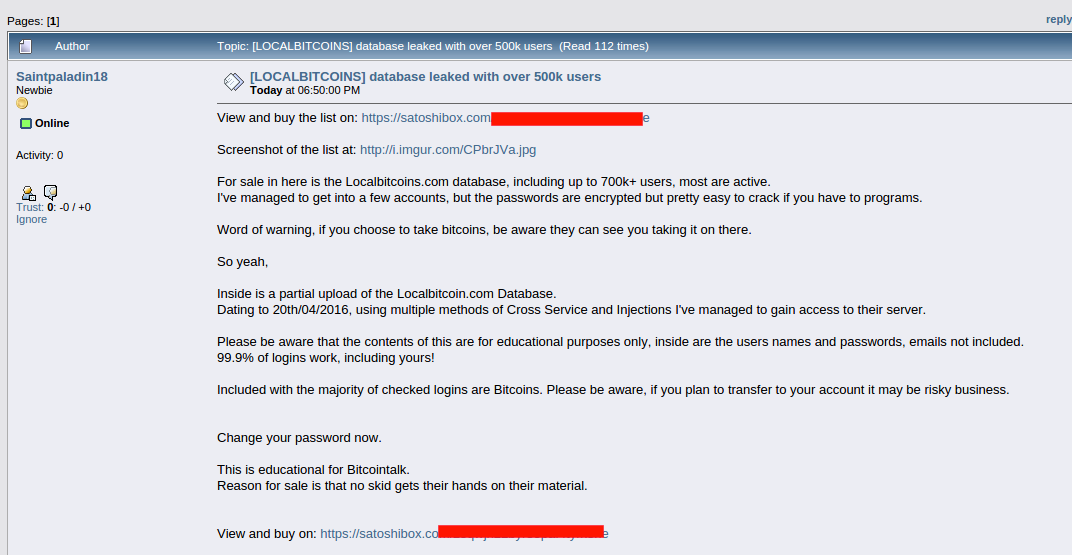 Pages: [1]
reply
Author
Topic: [LOCALBITCOINS] database leaked with over 500k users (Read 112 times)
Saintpaladin18
Newbie
Online
Activity: 0
Trust: 0: -0 / +0
Ignore
[LOCALBITCOINS] database leaked with over 500k users
Today at 06:50:00 PM
View and buy the list on: https://satoshibox.com e
Screenshot of the list at: http://i.imgur.com/CPbrJVa.jpg
For sale in here is the Localbitcoins.com database, including up to 700k+ users, most are active.
I've managed to get into a few accounts, but the passwords are encrypted but pretty easy to crack if you have to programs.
Word of warning, if you choose to take bitcoins, be aware they can see you taking it on there.
So yeah,
Inside is a partial upload of the Localbitcoin.com Database.
Dating to 20th/04/2016, using multiple methods of Cross Service and Injections I've managed to gain access to their server.
Please be aware that the contents of this are for educational purposes only, inside are the users names and passwords, emails not included.
99.9% of logins work, including yours!
Included with the majority of checked logins are Bitcoins. Please be aware, if you plan to transfer to your account it may be risky business.
Change your password now.
This is educational for Bitcointalk.
Reason for sale is that no skid gets their hands on their material.
View and buy on: https://satoshibox.co e